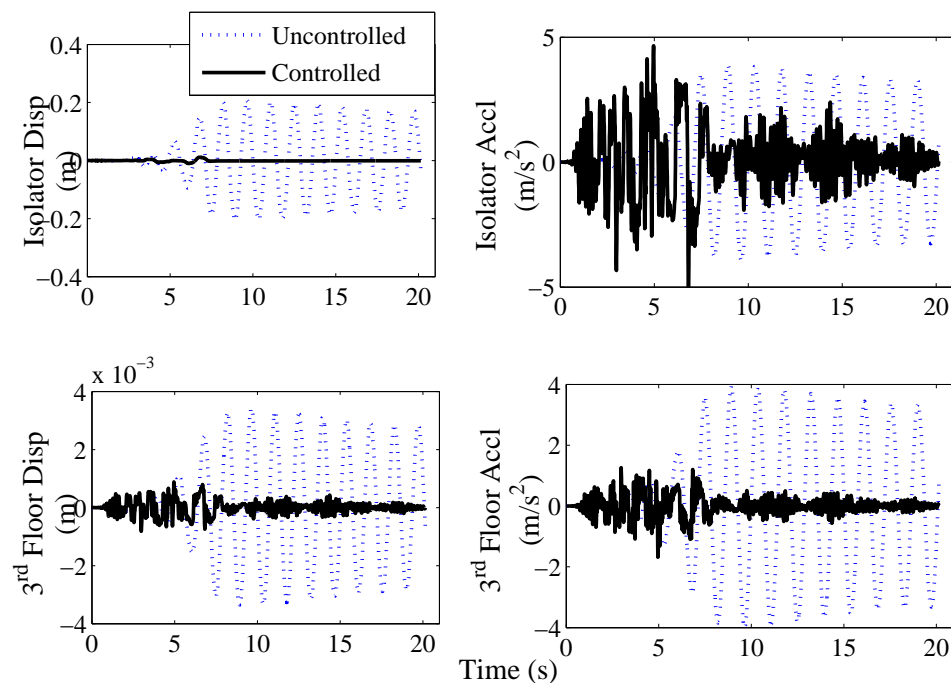 Uncontrolled
Controlled
Isolator Disp
(m)
0.4
0.2
0
−0.2
−0.4
0 5 10 15 20
Isolator Accl
(m/s²)
5
0
−5
0 5 10 15 20
3rd Floor Disp
(m)
x 10−3
4
2
0
−2
−4
0 5 10 15 20
3rd Floor Accl
(m/s²)
4
2
0
−2
−4
0 5 10 15 20
Time (s)